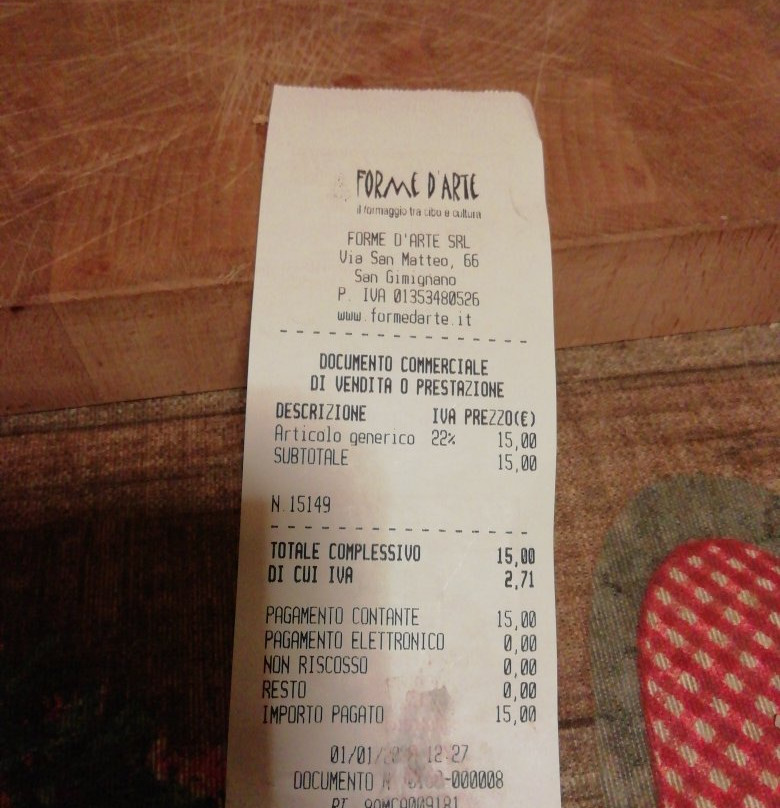 FORME D'ARTE
il formaggio tra cibo e cultura
FORME D'ARTE SRL
Via San Matteo, 66
San Gimignano
P. IVA 01353480526
www.formedarte.it
DOCUMENTO COMMERCIALE
DI VENDITA O PRESTAZIONE
DESCRIZIONE IVA PREZZO(€)
Articolo generico 22% 15,00
SUBTOTALE 15,00
N.15149
TOTALE COMPLESSIVO 15,00
DI CUI IVA 2,71
PAGAMENTO CONTANTE 15,00
PAGAMENTO ELETTRONICO 0,00
NON RISCOSSO 0,00
RESTO 0,00
IMPORTO PAGATO 15,00
12:27
DOCUMENTO